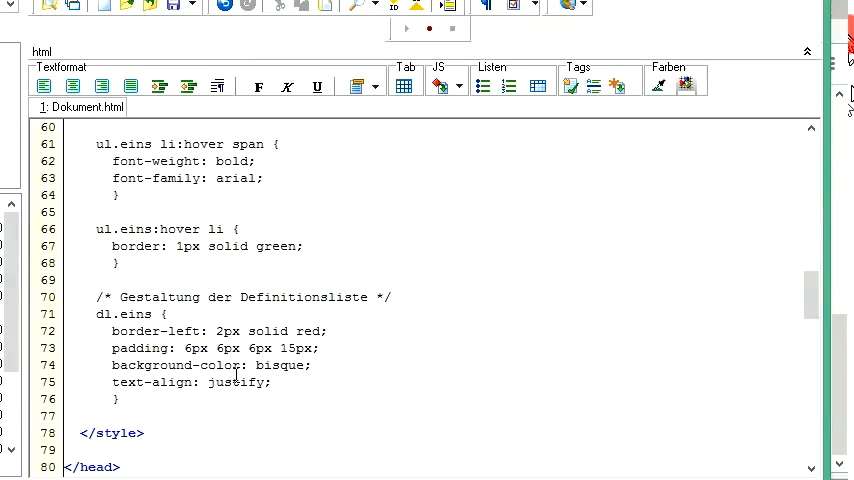 html
Textformat Tab JS Listen Tags Farben
F K U
1: Dokument.html
60
61 ul.eins li:hover span {
62 font-weight: bold;
63 font-family: arial;
64 }
65
66 ul.eins:hover li {
67 border: 1px solid green;
68 }
69
70 /* Gestaltung der Definitionsliste */
71 dl.eins {
72 border-left: 2px solid red;
73 padding: 6px 6px 6px 15px;
74 background-color: bisque;
75 text-align: justify;
76 }
77
78 </style>
79
80 </head>